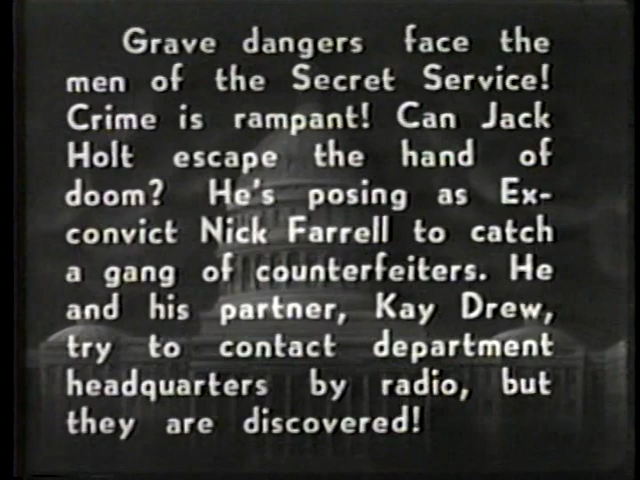 Grave dangers face the
men of the Secret Service!
Crime is rampant! Can Jack
Holt escape the hand of
doom? He's posing as Ex-
convict Nick Farrell to catch
a gang of counterfeiters. He
and his partner, Kay Drew,
try to contact department
headquarters by radio, but
they are discovered!